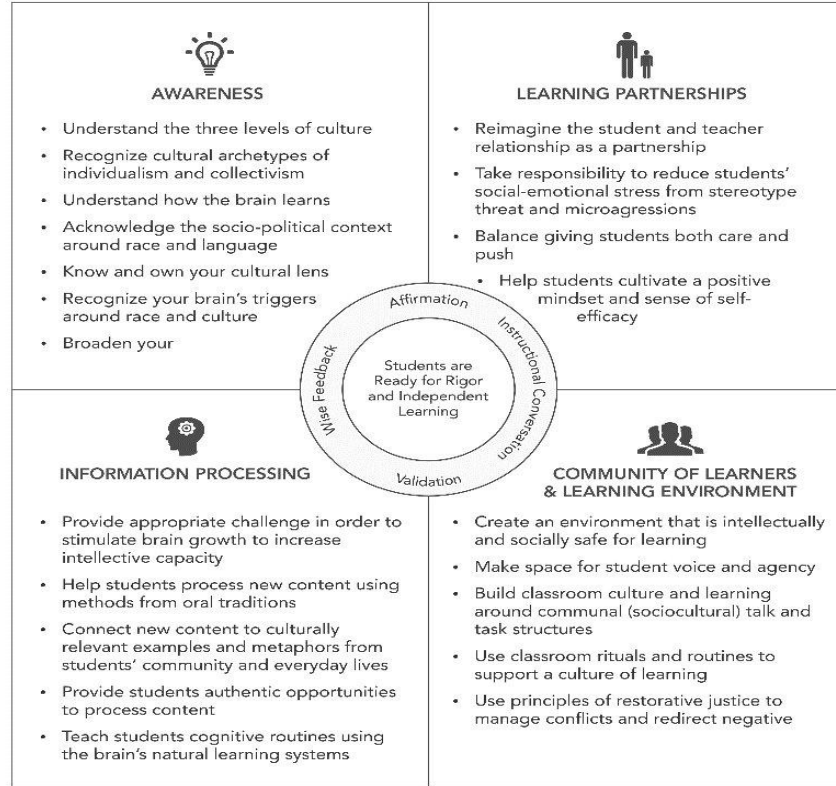 AWARENESS
• Understand the three levels of culture
• Recognize cultural archetypes of
individualism and collectivism
• Understand how the brain learns
• Acknowledge the socio-political context
around race and language
• Know and own your cultural lens
• Recognize your brain's triggers
around race and culture
• Broaden your
LEARNING PARTNERSHIPS
• Reimagine the student and teacher
relationship as a partnership
• Take responsibility to reduce students'
social-emotional stress from stereotype
threat and microagressions
• Balance giving students both care and
push
• Help students cultivate a positive
mindset and sense of self-
efficacy
Affirmation
Instructional Conversation
Validation
Wise Feedback
Students are
Ready for Rigor
and Independent
Learning
INFORMATION PROCESSING
• Provide appropriate challenge in order to
stimulate brain growth to increase
intellective capacity
• Help students process new content using
methods from oral traditions
• Connect new content to culturally
relevant examples and metaphors from
students' community and everyday lives
• Provide students authentic opportunities
to process content
• Teach students cognitive routines using
the brain's natural learning systems
COMMUNITY OF LEARNERS
& LEARNING ENVIRONMENT
• Create an environment that is intellectually
and socially safe for learning
• Make space for student voice and agency
• Build classroom culture and learning
around communal (sociocultural) talk and
task structures
• Use classroom rituals and routines to
support a culture of learning
• Use principles of restorative justice to
manage conflicts and redirect negative